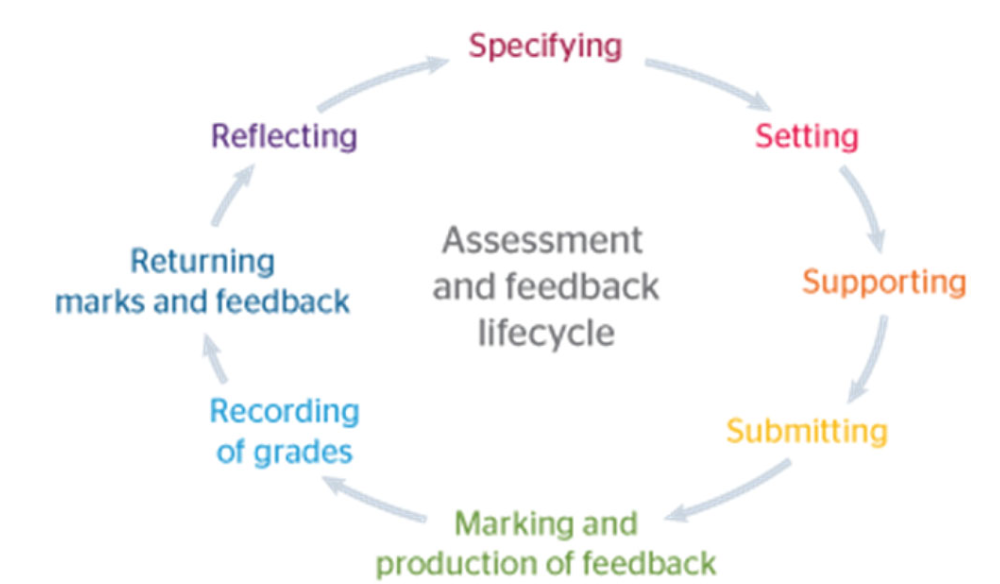 Specifying
Setting
Supporting
Submitting
Marking and
production of feedback
Recording
of grades
Returning
marks and feedback
Reflecting
Assessment
and feedback
lifecycle